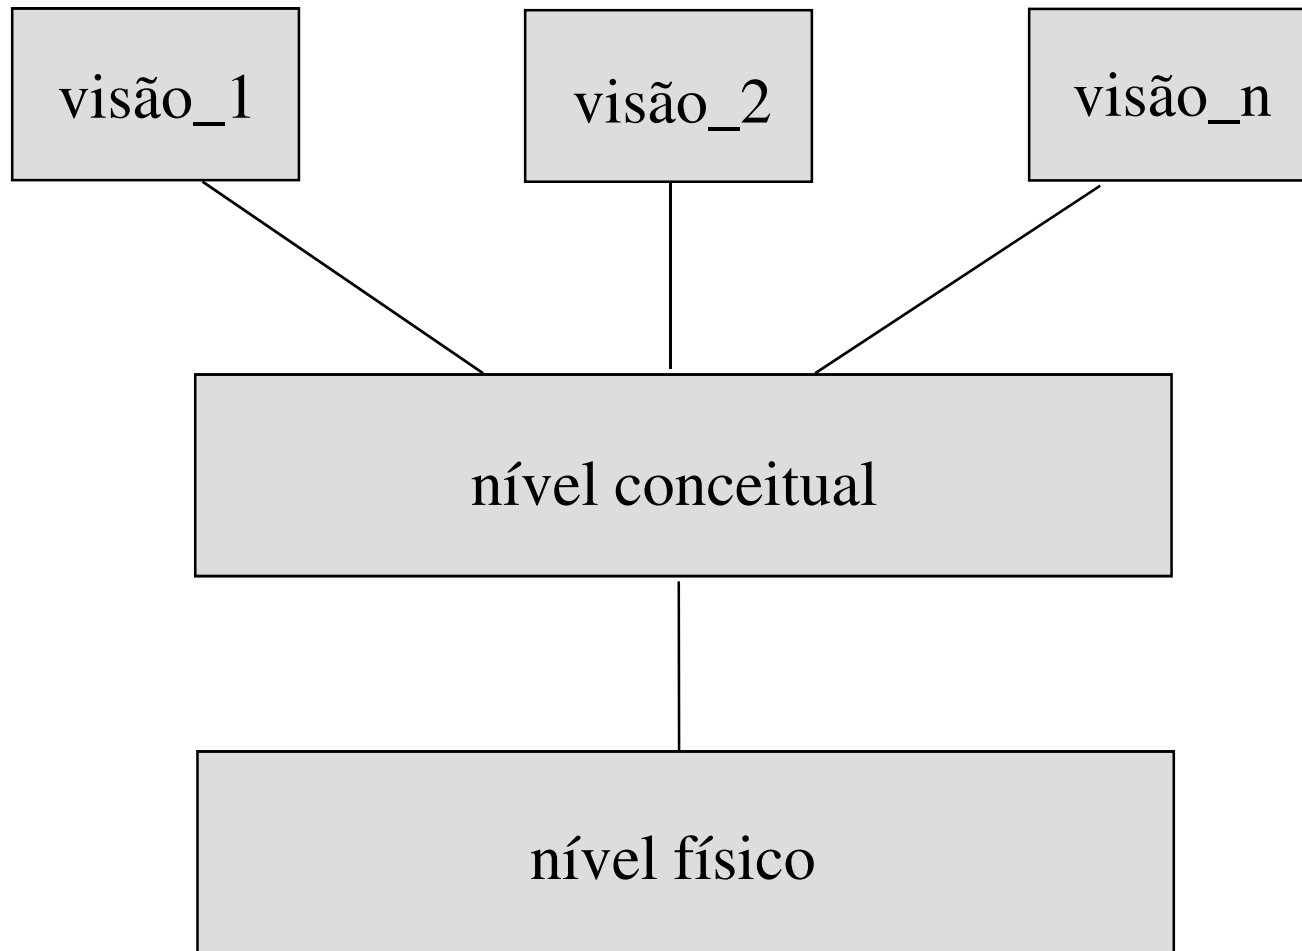 visão_1
visão_2
visão_n
nível conceitual
nível físico